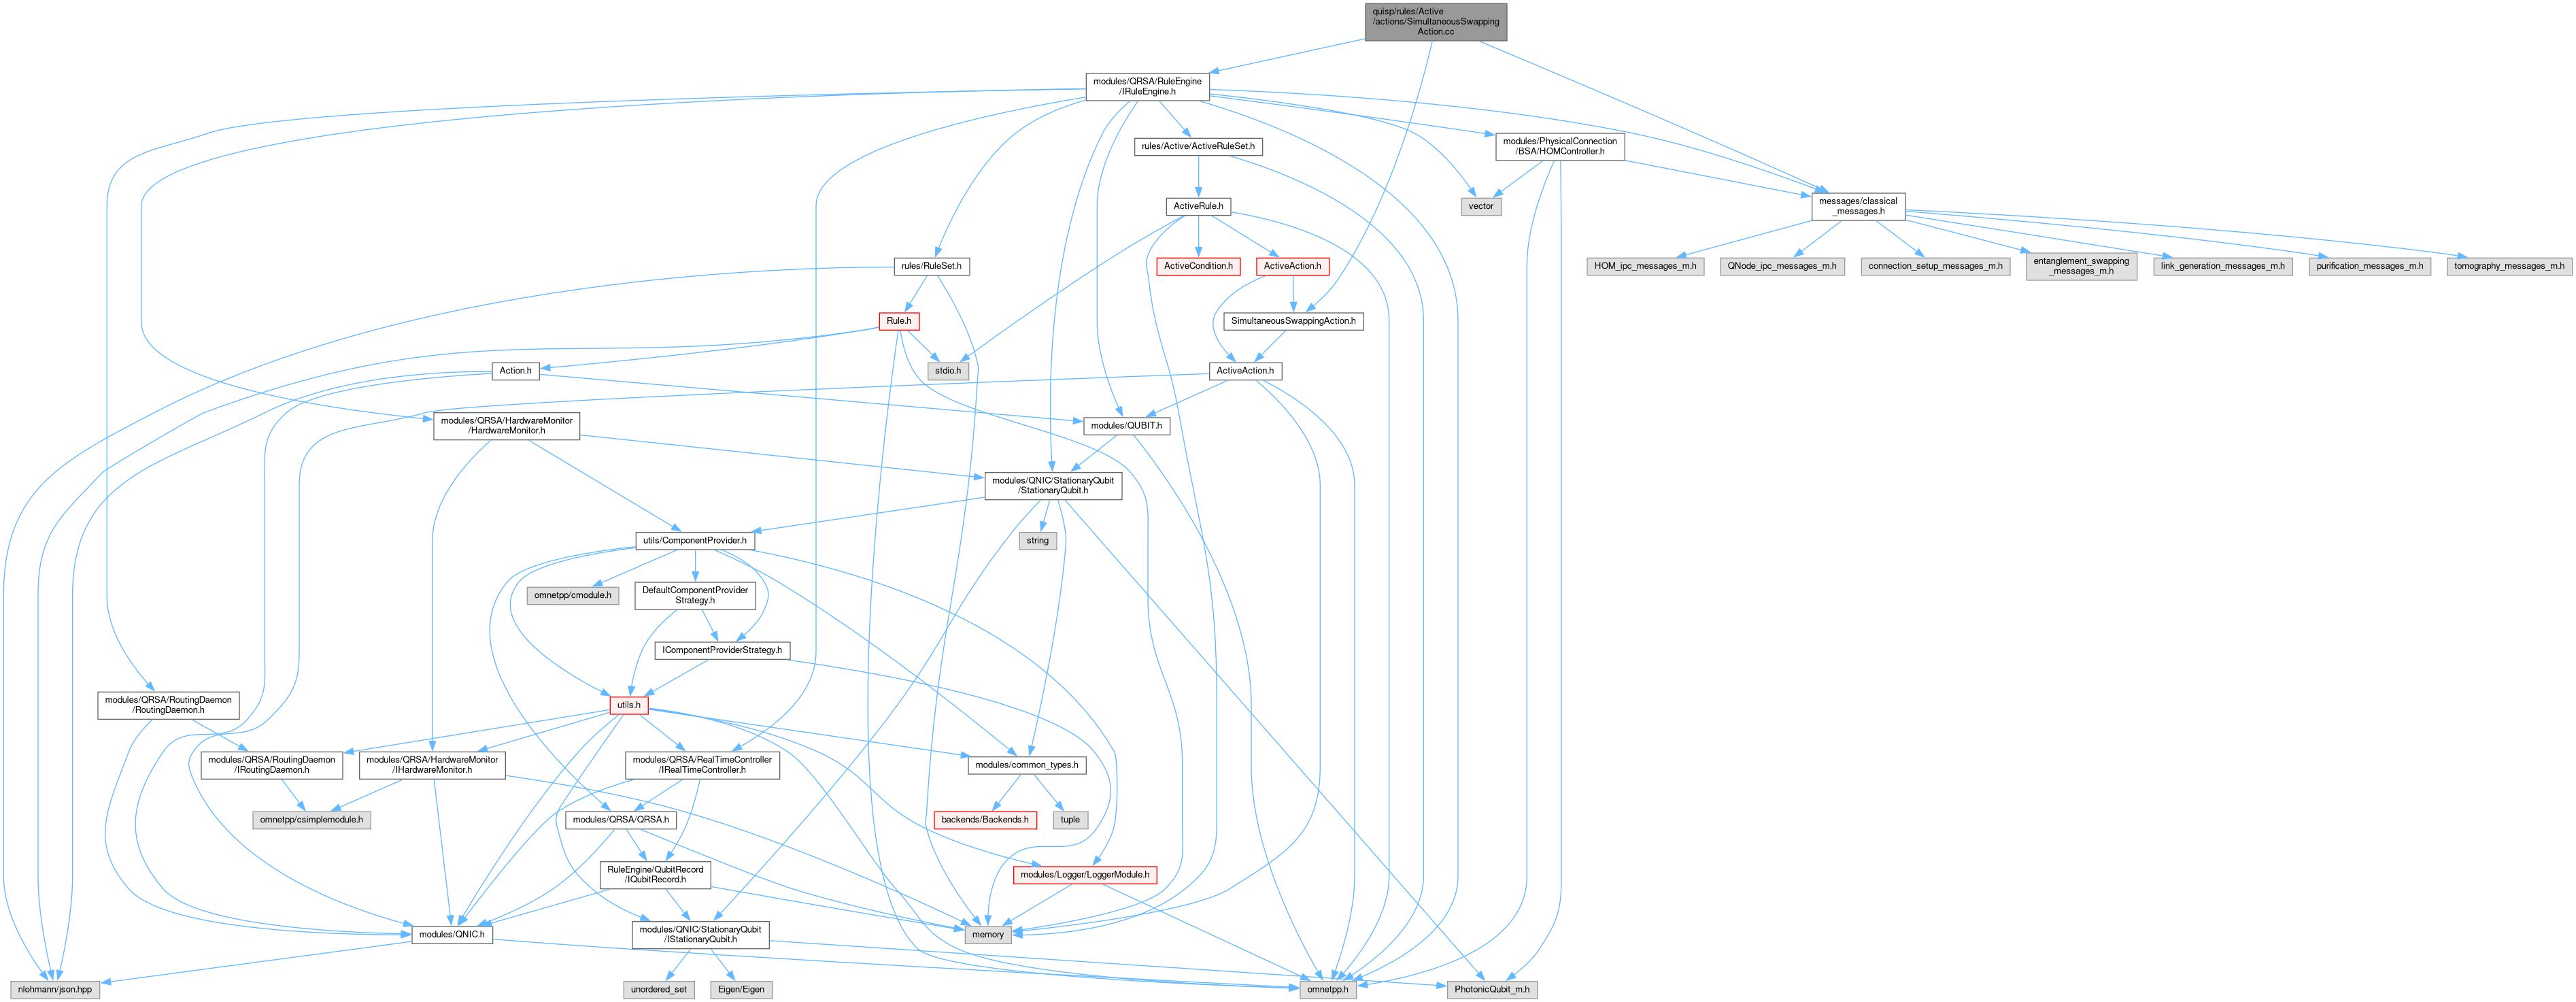 quisp/rules/Active
/actions/SimultaneousSwapping
Action.cc
modules/QRSA/RuleEngine
/IRuleEngine.h
rules/Active/ActiveRuleSet.h
modules/PhysicalConnection
/BSA/HOMController.h
ActiveRule.h
vector
messages/classical
_messages.h
rules/RuleSet.h
ActiveCondition.h
ActiveAction.h
HOM_ipc_messages_m.h
QNode_ipc_messages_m.h
connection_setup_messages_m.h
entanglement_swapping
_messages_m.h
link_generation_messages_m.h
purification_messages_m.h
tomography_messages_m.h
Rule.h
SimultaneousSwappingAction.h
Action.h
stdio.h
ActiveAction.h
modules/QRSA/HardwareMonitor
/HardwareMonitor.h
modules/QUBIT.h
modules/QNIC/StationaryQubit
/StationaryQubit.h
utils/ComponentProvider.h
string
omnetpp/cmodule.h
DefaultComponentProvider
Strategy.h
IComponentProviderStrategy.h
modules/QRSA/RoutingDaemon
/RoutingDaemon.h
utils.h
modules/QRSA/RoutingDaemon
/IRoutingDaemon.h
modules/QRSA/HardwareMonitor
/IHardwareMonitor.h
modules/QRSA/RealTimeController
/IRealTimeController.h
modules/common_types.h
omnetpp/csimplemodule.h
modules/QRSA/QRSA.h
backends/Backends.h
tuple
RuleEngine/QubitRecord
/IQubitRecord.h
modules/Logger/LoggerModule.h
modules/QNIC.h
modules/QNIC/StationaryQubit
/IStationaryQubit.h
memory
nlohmann/json.hpp
unordered_set
Eigen/Eigen
omnetpp.h
PhotonicQubit_m.h